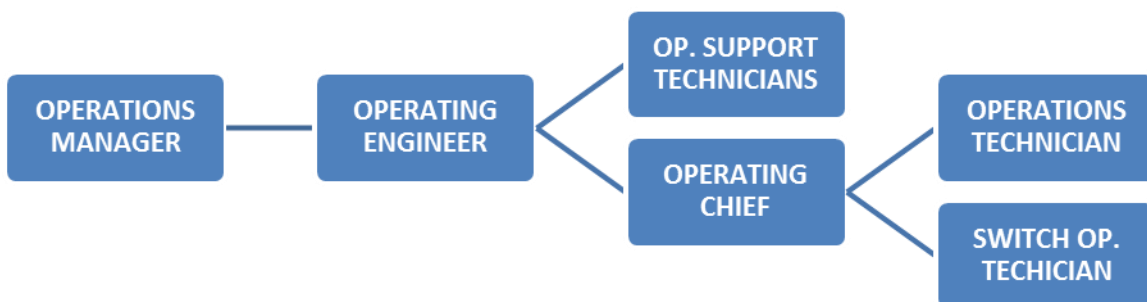 OPERATIONS
MANAGER
OPERATING
ENGINEER
OP. SUPPORT
TECHNICIANS
OPERATING
CHIEF
OPERATIONS
TECHNICIAN
SWITCH OP.
TECHICIAN